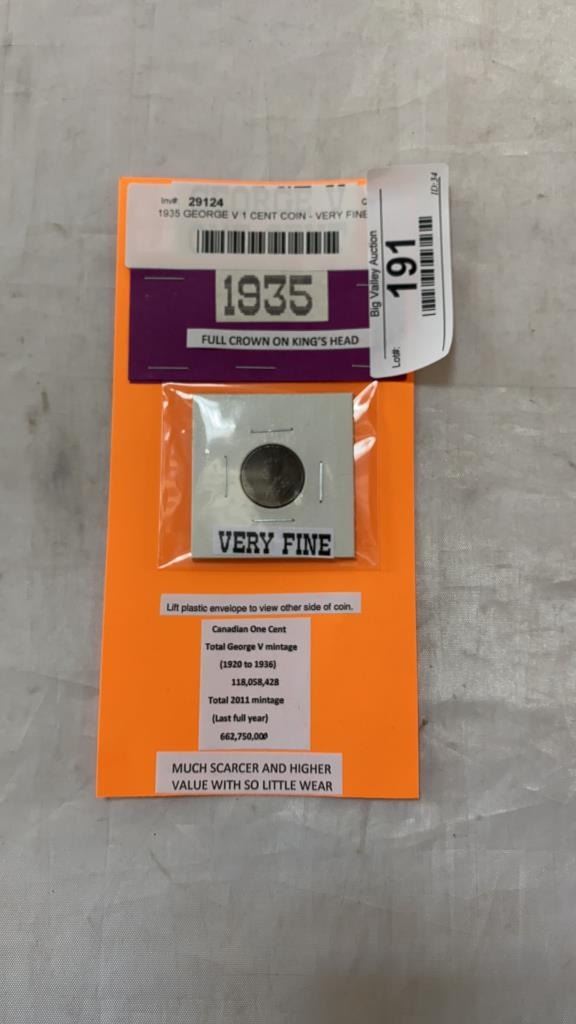 GEORGE V
Inv#: 29124
1935 GEORGE V 1 CENT COIN - VERY FINE
1935
FULL CROWN ON KING'S HEAD
Big Valley Auction
Lot#: 191
ID:34
VERY FINE
Lift plastic envelope to view other side of coin.
Canadian One Cent
Total George V mintage
(1920 to 1936)
118,058,428
Total 2011 mintage
(Last full year)
662,750,000
MUCH SCARCER AND HIGHER
VALUE WITH SO LITTLE WEAR